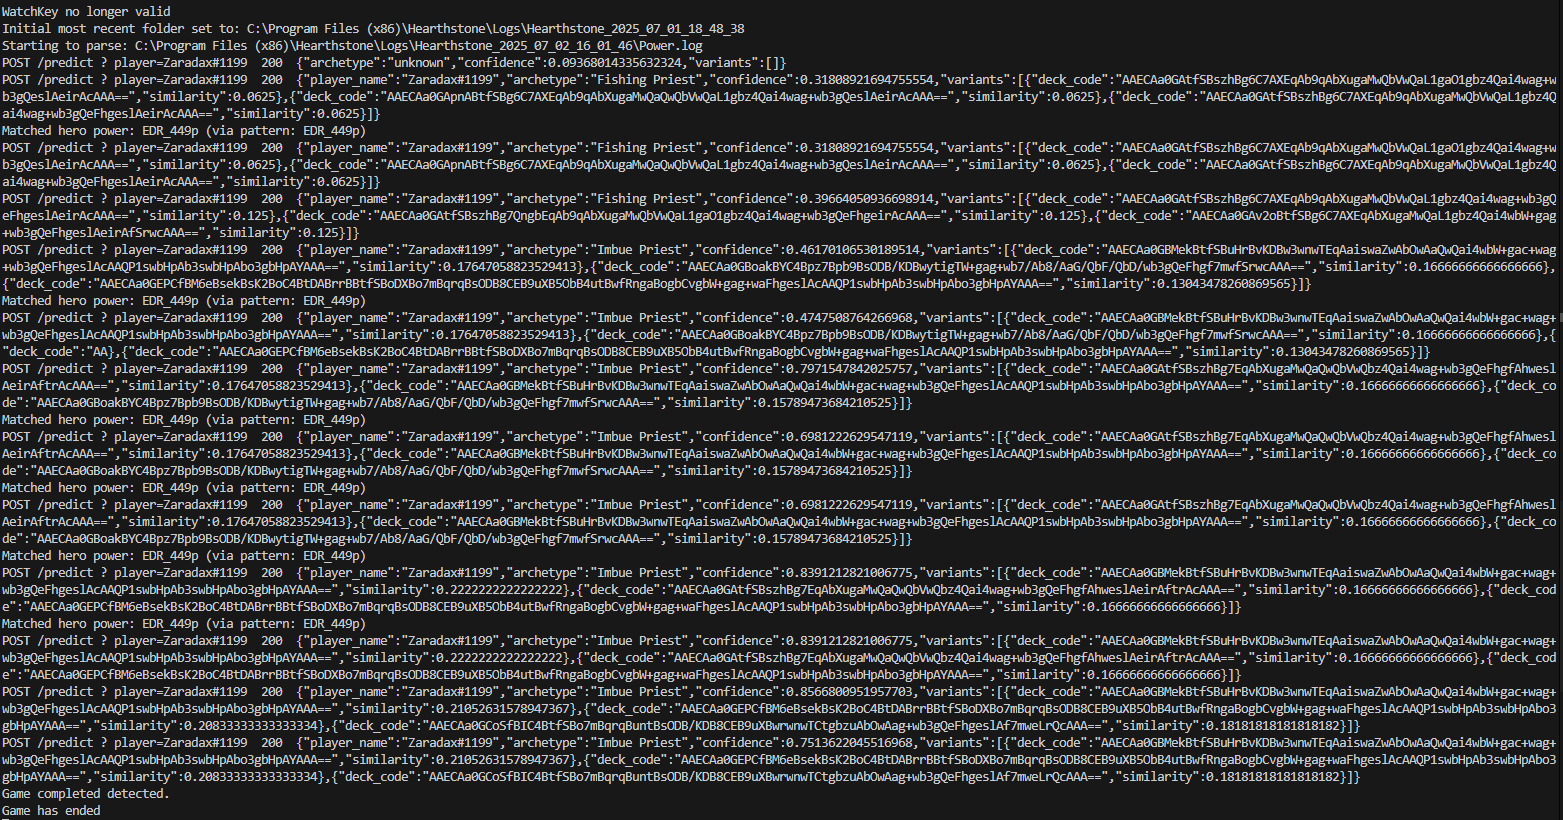 WatchKey no longer valid
Initial most recent folder set to: C:\Program Files (x86)\Hearthstone\Logs\Hearthstone_2025_07_01_18_48_38
Starting to parse: C:\Program Files (x86)\Hearthstone\Logs\Hearthstone_2025_07_02_16_01_46\Power.log
POST /predict ? player=Zaradax#1199  200  {"archetype":"unknown","confidence":0.09368014335632324,"variants":[]}
POST /predict ? player=Zaradax#1199  200  {"player_name":"Zaradax#1199","archetype":"Fishing Priest","confidence":0.31808921694755554,"variants":[{"deck_code":"AAECAa0GAtfSBszhBg6C7AXEqAb9qAbXugaMwQbVwQaL1gaO1gbz4Qai4wag+w
b3gQeslAeirAcAAA==","similarity":0.0625},{"deck_code":"AAECAa0GApnABtfSBg6C7AXEqAb9qAbXugaMwQaQwQbVwQaL1gbz4Qai4wag+wb3gQeslAeirAcAAA==","similarity":0.0625},{"deck_code":"AAECAa0GAtfSBszhBg6C7AXEqAb9qAbXugaMwQbVwQaL1gbz4Q
ai4wag+wb3gQeFhgeslAeirAcAAA==","similarity":0.0625}]}
Matched hero power: EDR_449p (via pattern: EDR_449p)
POST /predict ? player=Zaradax#1199  200  {"player_name":"Zaradax#1199","archetype":"Fishing Priest","confidence":0.31808921694755554,"variants":[{"deck_code":"AAECAa0GAtfSBszhBg6C7AXEqAb9qAbXugaMwQbVwQaL1gaO1gbz4Qai4wag+w
b3gQeslAeirAcAAA==","similarity":0.0625},{"deck_code":"AAECAa0GApnABtfSBg6C7AXEqAb9qAbXugaMwQaQwQbVwQaL1gbz4Qai4wag+wb3gQeslAeirAcAAA==","similarity":0.0625},{"deck_code":"AAECAa0GAtfSBszhBg6C7AXEqAb9qAbXugaMwQbVwQaL1gbz4Q
ai4wag+wb3gQeFhgeslAeirAcAAA==","similarity":0.0625}]}
POST /predict ? player=Zaradax#1199  200  {"player_name":"Zaradax#1199","archetype":"Fishing Priest","confidence":0.39664050936698914,"variants":[{"deck_code":"AAECAa0GAtfSBszhBg6C7AXEqAb9qAbXugaMwQbVwQaL1gbz4Qai4wag+wb3gQ
eFhgeslAeirAcAAA==","similarity":0.125},{"deck_code":"AAECAa0GAtfSBszhBg7QngbEqAb9qAbXugaMwQbVwQaL1gaO1gbz4Qai4wag+wb3gQeFhgeirAcAAA==","similarity":0.125},{"deck_code":"AAECAa0GAv2oBtfSBg6C7AXEqAbXugaMwQaL1gbz4Qai4wbW+gag
+wb3gQeFhgeslAeirAfSrwcAAA==","similarity":0.125}]}
POST /predict ? player=Zaradax#1199  200  {"player_name":"Zaradax#1199","archetype":"Imbue Priest","confidence":0.46170106530189514,"variants":[{"deck_code":"AAECAa0GBMekBtfSBuHrBvKDBw3wnwTEqAaiswaZwAbOwAaQwQai4wbW+gac+wag
+wb3gQeFhgeslAcAAQP1swbHpAb3swbHpAbo3gbHpAYAAA==","similarity":0.17647058823529413},{"deck_code":"AAECAa0GBoakBYC4Bpz7Bpb9BsODB/KDBwytigTW+gag+wb7/Ab8/AaG/QbF/QbD/wb3gQeFhgf7mwfSrwcAAA==","similarity":0.16666666666666666},
{"deck_code":"AAECAa0GEPCfBM6eBsekBsK2BoC4BtDABrrBBtfSBoDXBo7mBqrqBsODB8CEB9uXB5ObB4utBwfRngaBogbCvgbW+gag+waFhgeslAcAAQP1swbHpAb3swbHpAbo3gbHpAYAAA==","similarity":0.13043478260869565}]}
Matched hero power: EDR_449p (via pattern: EDR_449p)
POST /predict ? player=Zaradax#1199  200  {"player_name":"Zaradax#1199","archetype":"Imbue Priest","confidence":0.4747508764266968,"variants":[{"deck_code":"AAECAa0GBMekBtfSBuHrBvKDBw3wnwTEqAaiswaZwAbOwAaQwQai4wbW+gac+wag+
wb3gQeFhgeslAcAAQP1swbHpAb3swbHpAbo3gbHpAYAAA==","similarity":0.17647058823529413},{"deck_code":"AAECAa0GBoakBYC4Bpz7Bpb9BsODB/KDBwytigTW+gag+wb7/Ab8/AaG/QbF/QbD/wb3gQeFhgf7mwfSrwcAAA==","similarity":0.16666666666666666},{
"deck_code":"AA},{"deck_code":"AAECAa0GEPCfBM6eBsekBsK2BoC4BtDABrrBBtfSBoDXBo7mBqrqBsODB8CEB9uXB5ObB4utBwfRngaBogbCvgbW+gag+waFhgeslAcAAQP1swbHpAb3swbHpAbo3gbHpAYAAA==","similarity":0.13043478260869565}]}
POST /predict ? player=Zaradax#1199  200  {"player_name":"Zaradax#1199","archetype":"Imbue Priest","confidence":0.7971547842025757,"variants":[{"deck_code":"AAECAa0GAtfSBszhBg7EqAbXugaMwQaQwQbVwQbz4Qai4wag+wb3gQeFhgfAhwesl
AeirAftrAcAAA==","similarity":0.17647058823529413},{"deck_code":"AAECAa0GBMekBtfSBuHrBvKDBw3wnwTEqAaiswaZwAbOwAaQwQai4wbW+gac+wag+wb3gQeFhgeslAcAAQP1swbHpAb3swbHpAbo3gbHpAYAAA==","similarity":0.16666666666666666},{"deck_co
de":"AAECAa0GBoakBYC4Bpz7Bpb9BsODB/KDBwytigTW+gag+wb7/Ab8/AaG/QbF/QbD/wb3gQeFhgf7mwfSrwcAAA==","similarity":0.15789473684210525}]}
Matched hero power: EDR_449p (via pattern: EDR_449p)
POST /predict ? player=Zaradax#1199  200  {"player_name":"Zaradax#1199","archetype":"Imbue Priest","confidence":0.6981222629547119,"variants":[{"deck_code":"AAECAa0GAtfSBszhBg7EqAbXugaMwQaQwQbVwQbz4Qai4wag+wb3gQeFhgfAhwesl
AeirAftrAcAAA==","similarity":0.17647058823529413},{"deck_code":"AAECAa0GBMekBtfSBuHrBvKDBw3wnwTEqAaiswaZwAbOwAaQwQai4wbW+gac+wag+wb3gQeFhgeslAcAAQP1swbHpAb3swbHpAbo3gbHpAYAAA==","similarity":0.16666666666666666},{"deck_co
de":"AAECAa0GBoakBYC4Bpz7Bpb9BsODB/KDBwytigTW+gag+wb7/Ab8/AaG/QbF/QbD/wb3gQeFhgf7mwfSrwcAAA==","similarity":0.15789473684210525}]}
Matched hero power: EDR_449p (via pattern: EDR_449p)
POST /predict ? player=Zaradax#1199  200  {"player_name":"Zaradax#1199","archetype":"Imbue Priest","confidence":0.6981222629547119,"variants":[{"deck_code":"AAECAa0GAtfSBszhBg7EqAbXugaMwQaQwQbVwQbz4Qai4wag+wb3gQeFhgfAhwesl
AeirAftrAcAAA==","similarity":0.17647058823529413},{"deck_code":"AAECAa0GBMekBtfSBuHrBvKDBw3wnwTEqAaiswaZwAbOwAaQwQai4wbW+gac+wag+wb3gQeFhgeslAcAAQP1swbHpAb3swbHpAbo3gbHpAYAAA==","similarity":0.16666666666666666},{"deck_co
de":"AAECAa0GBoakBYC4Bpz7Bpb9BsODB/KDBwytigTW+gag+wb7/Ab8/AaG/QbF/QbD/wb3gQeFhgf7mwfSrwcAAA==","similarity":0.15789473684210525}]}
Matched hero power: EDR_449p (via pattern: EDR_449p)
POST /predict ? player=Zaradax#1199  200  {"player_name":"Zaradax#1199","archetype":"Imbue Priest","confidence":0.8391212821006775,"variants":[{"deck_code":"AAECAa0GBMekBtfSBuHrBvKDBw3wnwTEqAaiswaZwAbOwAaQwQai4wbW+gac+wag+
wb3gQeFhgeslAcAAQP1swbHpAb3swbHpAbo3gbHpAYAAA==","similarity":0.2222222222222222},{"deck_code":"AAECAa0GAtfSBszhBg7EqAbXugaMwQaQwQbVwQbz4Qai4wag+wb3gQeFhgfAhweslAeirAftrAcAAA==","similarity":0.16666666666666666},{"deck_cod
e":"AAECAa0GEPCfBM6eBsekBsK2BoC4BtDABrrBBtfSBoDXBo7mBqrqBsODB8CEB9uXB5ObB4utBwfRngaBogbCvgbW+gag+waFhgeslAcAAQP1swbHpAb3swbHpAbo3gbHpAYAAA==","similarity":0.16666666666666666}]}
Matched hero power: EDR_449p (via pattern: EDR_449p)
POST /predict ? player=Zaradax#1199  200  {"player_name":"Zaradax#1199","archetype":"Imbue Priest","confidence":0.8391212821006775,"variants":[{"deck_code":"AAECAa0GBMekBtfSBuHrBvKDBw3wnwTEqAaiswaZwAbOwAaQwQai4wbW+gac+wag+
wb3gQeFhgeslAcAAQP1swbHpAb3swbHpAbo3gbHpAYAAA==","similarity":0.2222222222222222},{"deck_code":"AAECAa0GAtfSBszhBg7EqAbXugaMwQaQwQbVwQbz4Qai4wag+wb3gQeFhgfAhweslAeirAftrAcAAA==","similarity":0.16666666666666666},{"deck_cod
e":"AAECAa0GEPCfBM6eBsekBsK2BoC4BtDABrrBBtfSBoDXBo7mBqrqBsODB8CEB9uXB5ObB4utBwfRngaBogbCvgbW+gag+waFhgeslAcAAQP1swbHpAb3swbHpAbo3gbHpAYAAA==","similarity":0.16666666666666666}]}
POST /predict ? player=Zaradax#1199  200  {"player_name":"Zaradax#1199","archetype":"Imbue Priest","confidence":0.8566800951957703,"variants":[{"deck_code":"AAECAa0GBMekBtfSBuHrBvKDBw3wnwTEqAaiswaZwAbOwAaQwQai4wbW+gac+wag+
wb3gQeFhgeslAcAAQP1swbHpAb3swbHpAbo3gbHpAYAAA==","similarity":0.21052631578947367},{"deck_code":"AAECAa0GEPCfBM6eBsekBsK2BoC4BtDABrrBBtfSBoDXBo7mBqrqBsODB8CEB9uXB5ObB4utBwfRngaBogbCvgbW+gag+waFhgeslAcAAQP1swbHpAb3swbHpAbo3
gbHpAYAAA==","similarity":0.20833333333333334},{"deck_code":"AAECAa0GCoSfBIC4BtfSBo7mBqrqBuntBsODB/KDB8CEB9uXBwrwnwTCtgbzuAbOwAag+wb3gQeFhgeslAf7mweLrQcAAA==","similarity":0.18181818181818182}]}
POST /predict ? player=Zaradax#1199  200  {"player_name":"Zaradax#1199","archetype":"Imbue Priest","confidence":0.7513622045516968,"variants":[{"deck_code":"AAECAa0GBMekBtfSBuHrBvKDBw3wnwTEqAaiswaZwAbOwAaQwQai4wbW+gac+wag+
wb3gQeFhgeslAcAAQP1swbHpAb3swbHpAbo3gbHpAYAAA==","similarity":0.21052631578947367},{"deck_code":"AAECAa0GEPCfBM6eBsekBsK2BoC4BtDABrrBBtfSBoDXBo7mBqrqBsODB8CEB9uXB5ObB4utBwfRngaBogbCvgbW+gag+waFhgeslAcAAQP1swbHpAb3swbHpAbo3
gbHpAYAAA==","similarity":0.20833333333333334},{"deck_code":"AAECAa0GCoSfBIC4BtfSBo7mBqrqBuntBsODB/KDB8CEB9uXBwrwnwTCtgbzuAbOwAag+wb3gQeFhgeslAf7mweLrQcAAA==","similarity":0.18181818181818182}]}
Game completed detected.
Game has ended